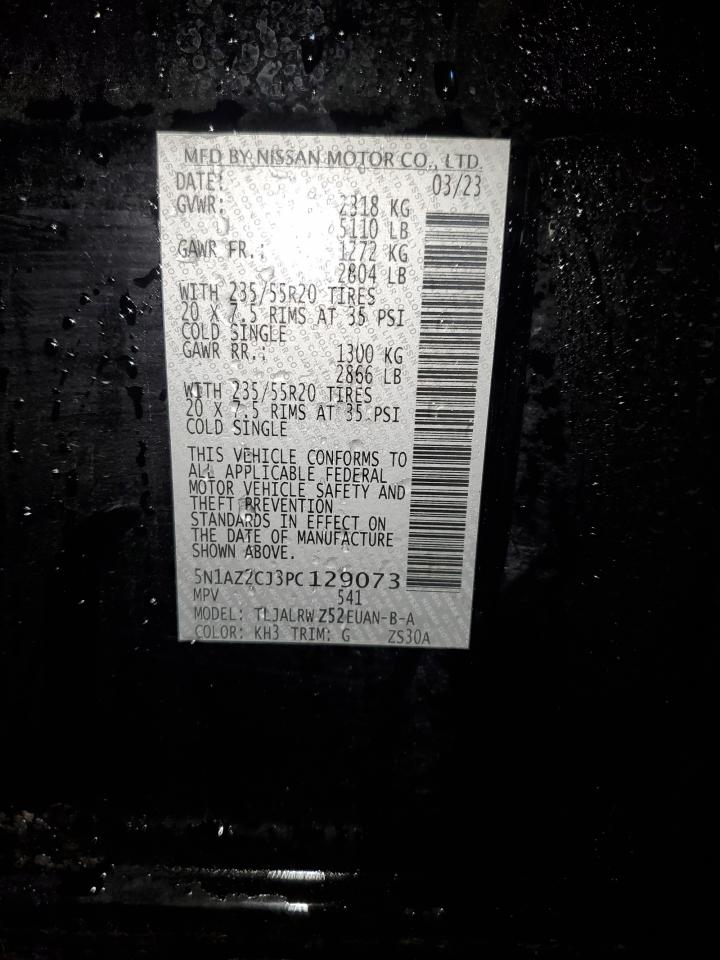 MFD BY NISSAN MOTOR CO., LTD.
DATE: 03/23
GVWR: 2318 KG
5110 LB
GAWR FR.: 1272 KG
2804 LB
WITH 235/55R20 TIRES
20 X 7.5 RIMS AT 35 PSI
COLD SINGLE
GAWR RR.: 1300 KG
2866 LB
WITH 235/55R20 TIRES
20 X 7.5 RIMS AT 35 PSI
COLD SINGLE
THIS VEHICLE CONFORMS TO
ALL APPLICABLE FEDERAL
MOTOR VEHICLE SAFETY AND
THEFT PREVENTION
STANDARDS IN EFFECT ON
THE DATE OF MANUFACTURE
SHOWN ABOVE.
5N1AZ2CJ3PC129073
MPV 541
MODEL: TLJALRWZ52EUAN-B-A
COLOR: KH3 TRIM: G ZS30A